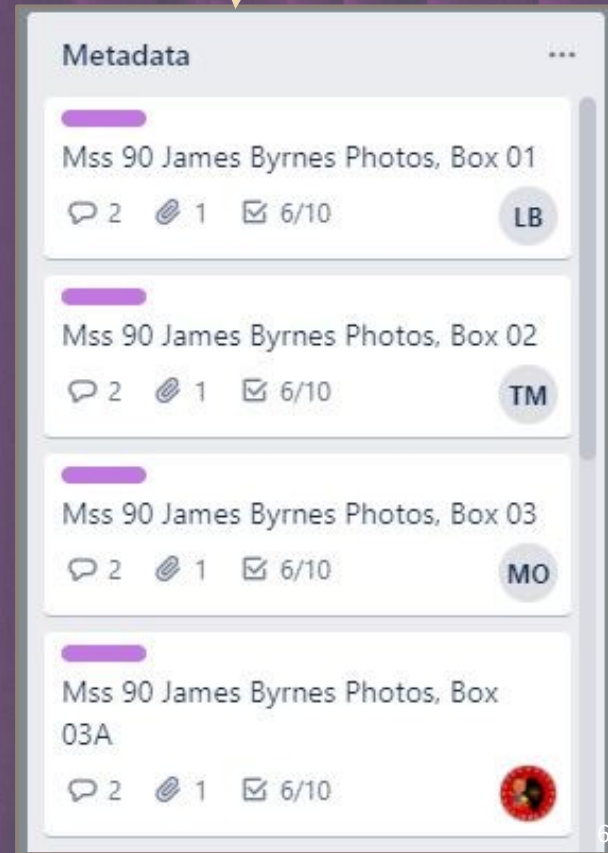 Metadata
Mss 90 James Byrnes Photos, Box 01
2 1 6/10 LB
Mss 90 James Byrnes Photos, Box 02
2 1 6/10 TM
Mss 90 James Byrnes Photos, Box 03
2 1 6/10 MO
Mss 90 James Byrnes Photos, Box
03A
2 1 6/10
6